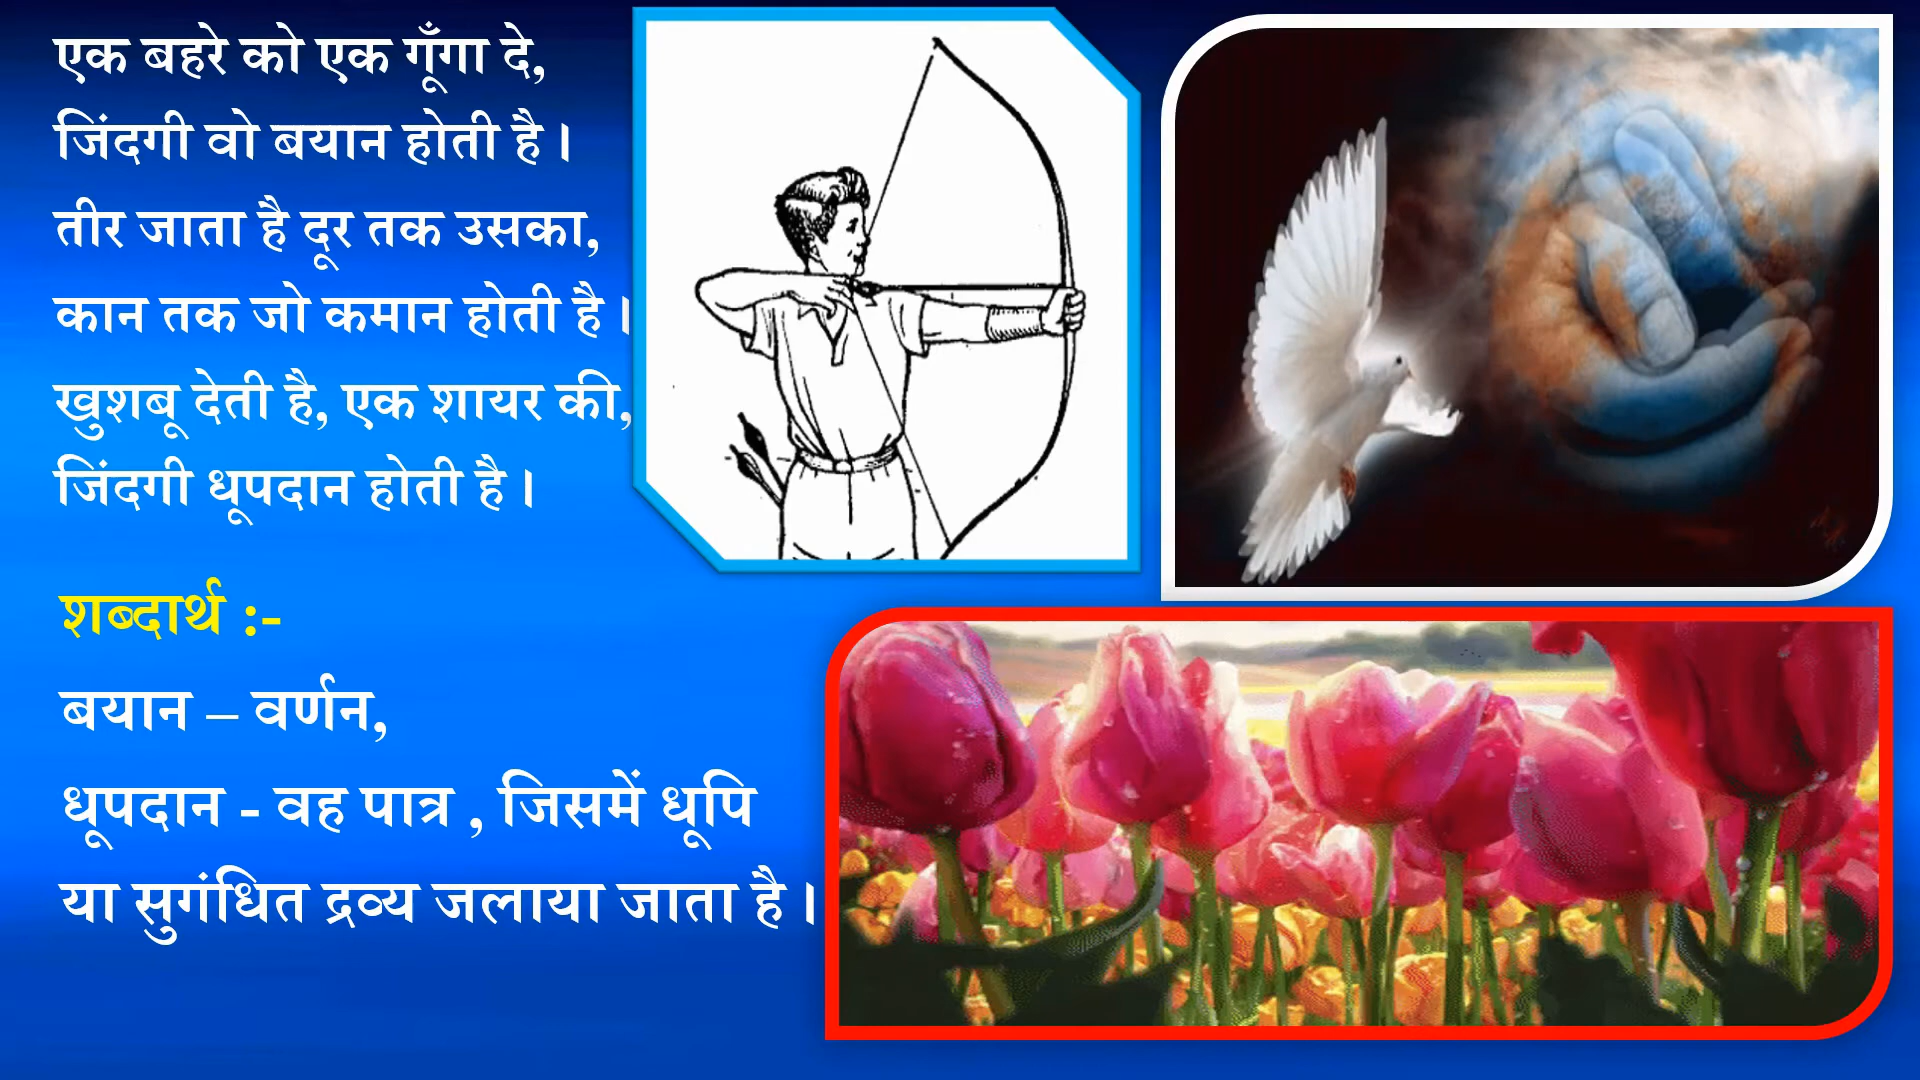 एक बहरे को एक गूँगा दे,
जिंदगी वो बयान होती है।
तीर जाता है दूर तक उसका,
कान तक जो कमान होती है।
खुशबू देती है, एक शायर की,
जिंदगी धूपदान होती है।
शब्दार्थ :-
बयान – वर्णन,
धूपदान - वह पात्र , जिसमें धूपि
या सुगंधित द्रव्य जलाया जाता है।